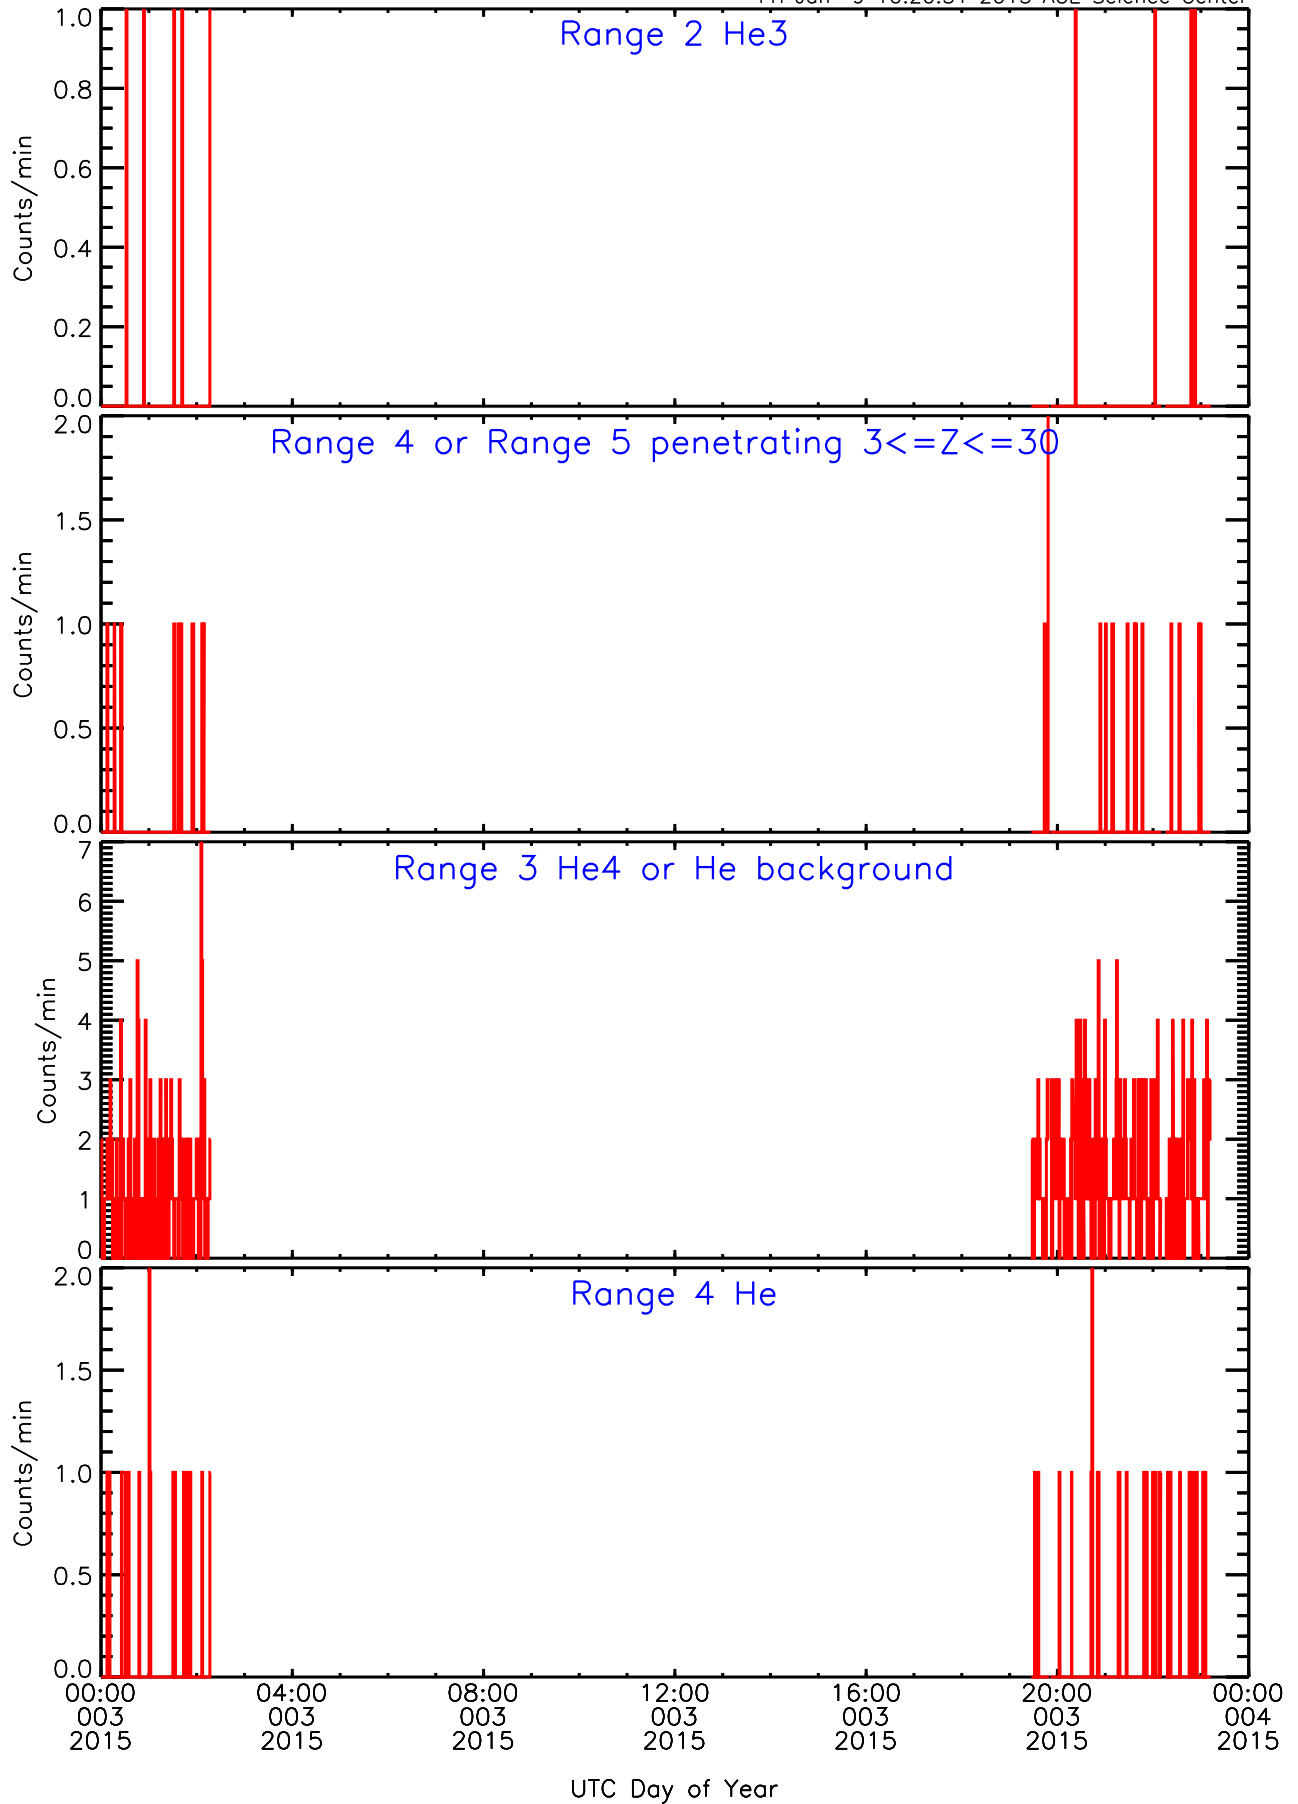 2015 ACE Science Center
1.0
Range 2 He3
0.8
0.6
0.4
0.2
0.0
Counts/min
2.0
Range 4 or Range 5 penetrating 3<=Z<=30
1.5
1.0
0.5
0.0
Counts/min
7
Range 3 He4 or He background
6
5
4
3
2
1
0
Counts/min
2.0
Range 4 He
1.5
1.0
0.5
0.0
Counts/min
00:00 04:00 08:00 12:00 16:00 20:00 00:00
003 003 003 003 003 003 004
2015 2015 2015 2015 2015 2015 2015
UTC Day of Year